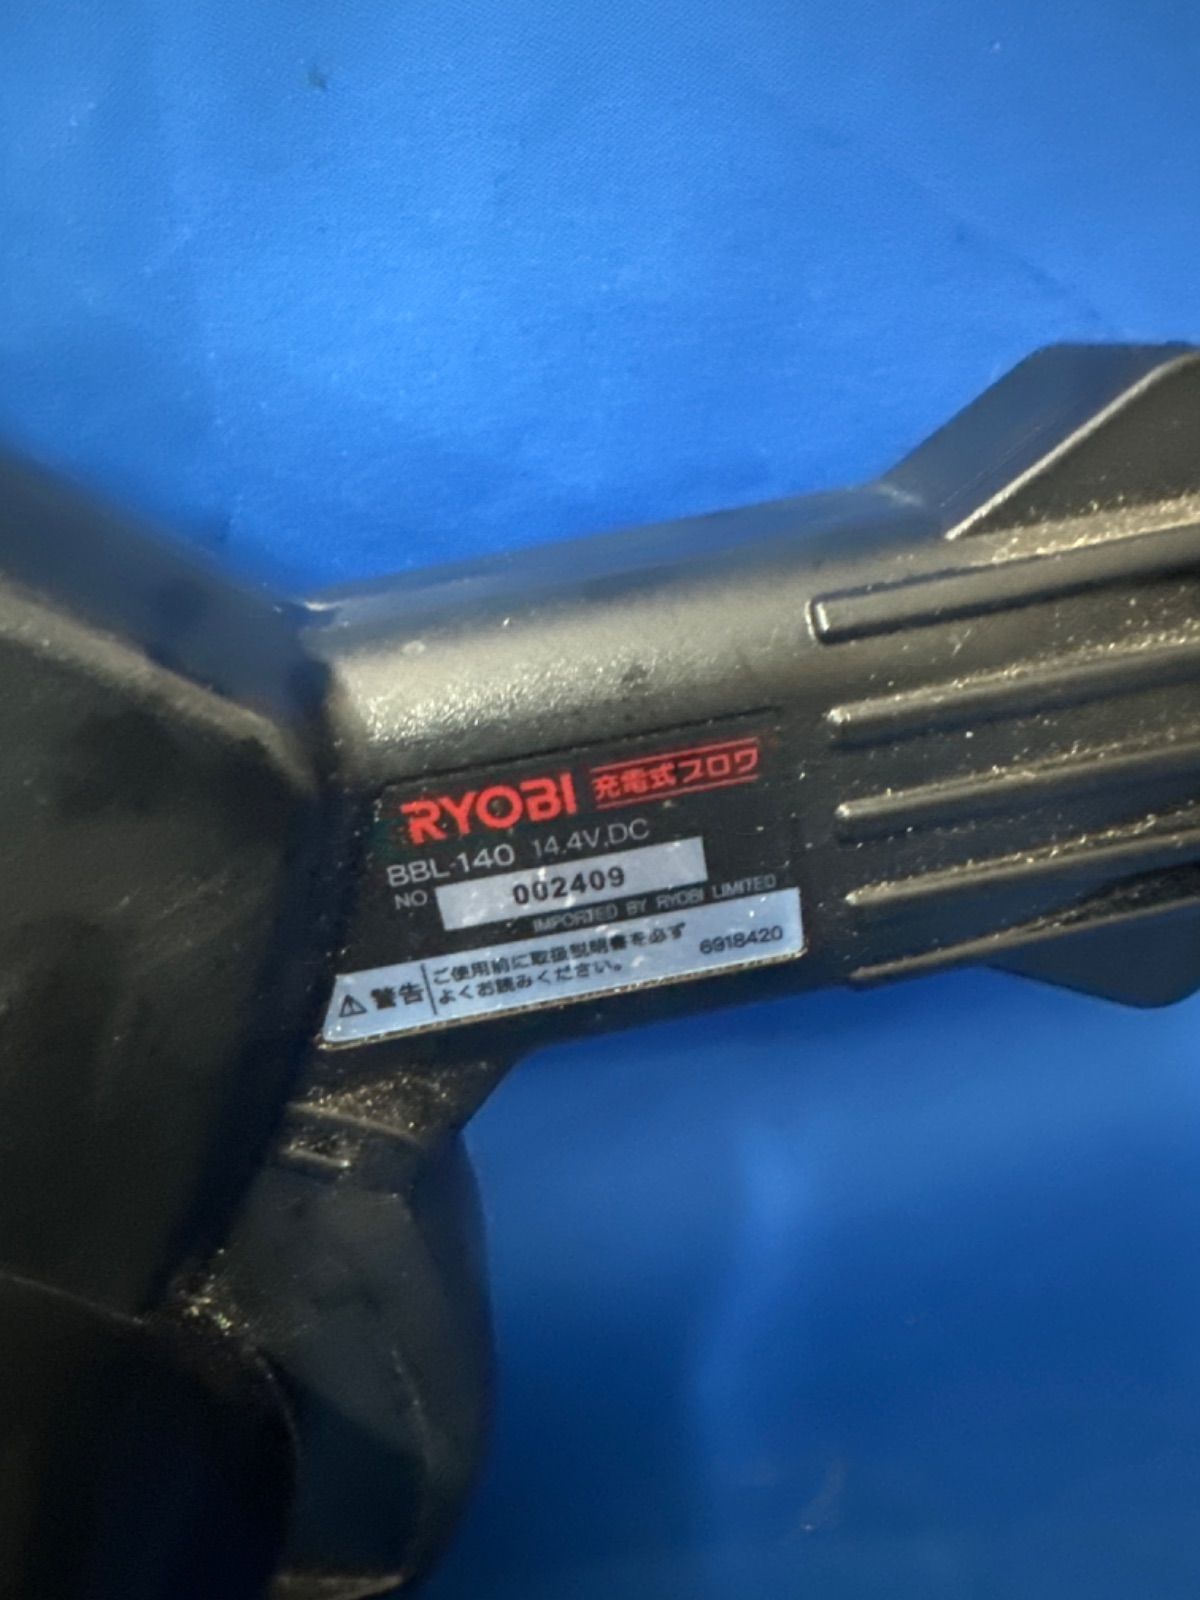 RYOBI 充電式ブロワ
BBL-140 14.4V.DC
NO 002409
IMPORTED BY RYOBI LIMITED
⚠警告 ご使用前に取扱説明書を必ず
よくお読みください。
6918420